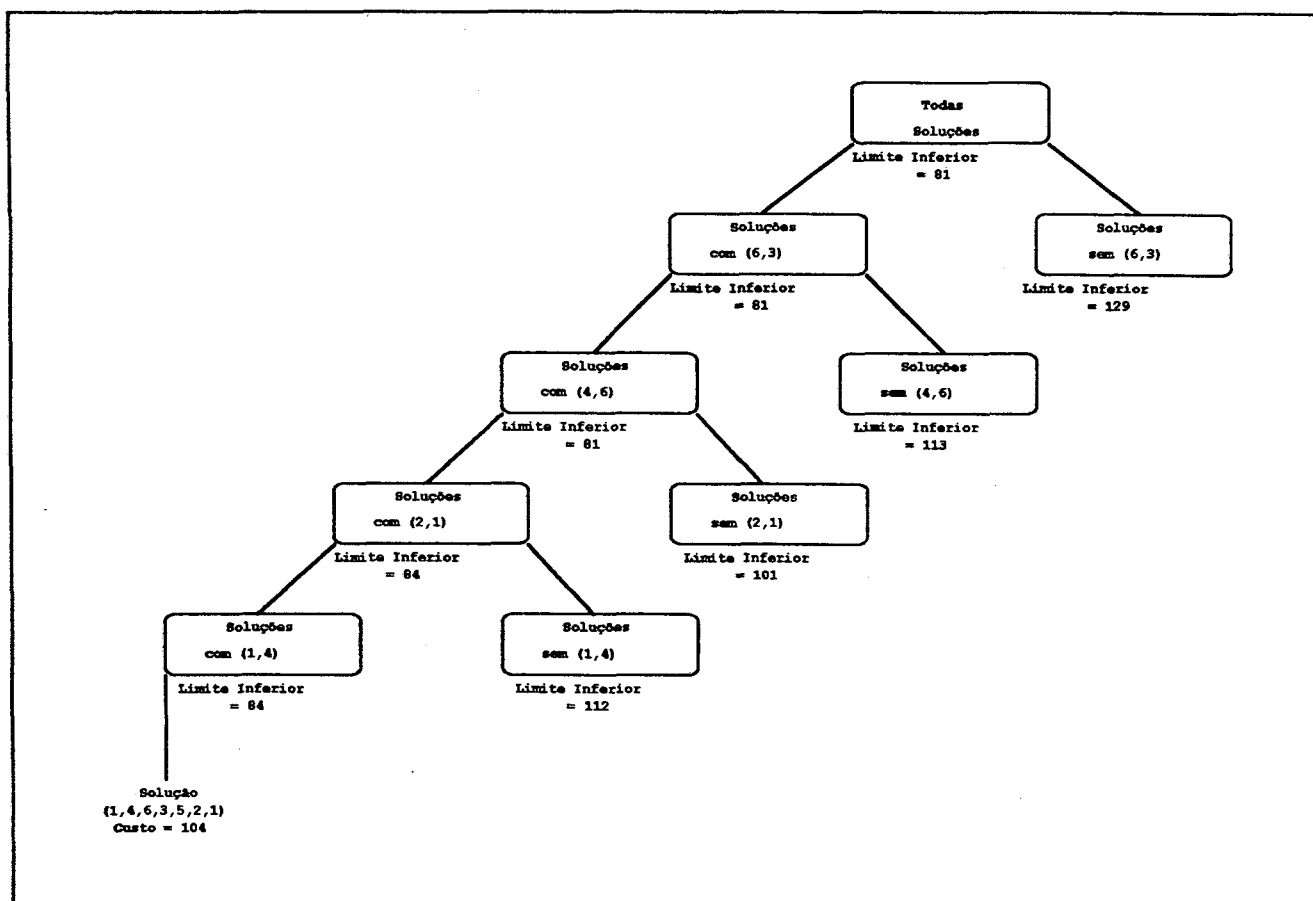 Todas
Soluções
Limite Inferior
= 81
Soluções
com (6,3)
Limite Inferior
= 81
Soluções
sem (6,3)
Limite Inferior
= 129
Soluções
com (4,6)
Limite Inferior
= 81
Soluções
sem (4,6)
Limite Inferior
= 113
Soluções
com (2,1)
Limite Inferior
= 84
Soluções
sem (2,1)
Limite Inferior
= 101
Soluções
com (1,4)
Limite Inferior
= 84
Soluções
sem (1,4)
Limite Inferior
= 112
Solução
(1,4,6,3,5,2,1)
Custo = 104